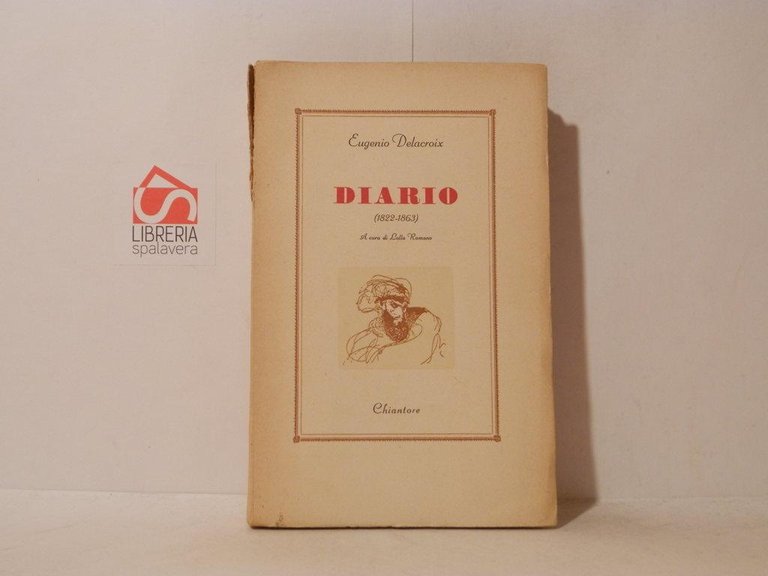 Eugenio Delacroix
DIARIO
(1822-1863)
A cura di Lalla Romano
Chiantore
LIBRERIA
spalavera